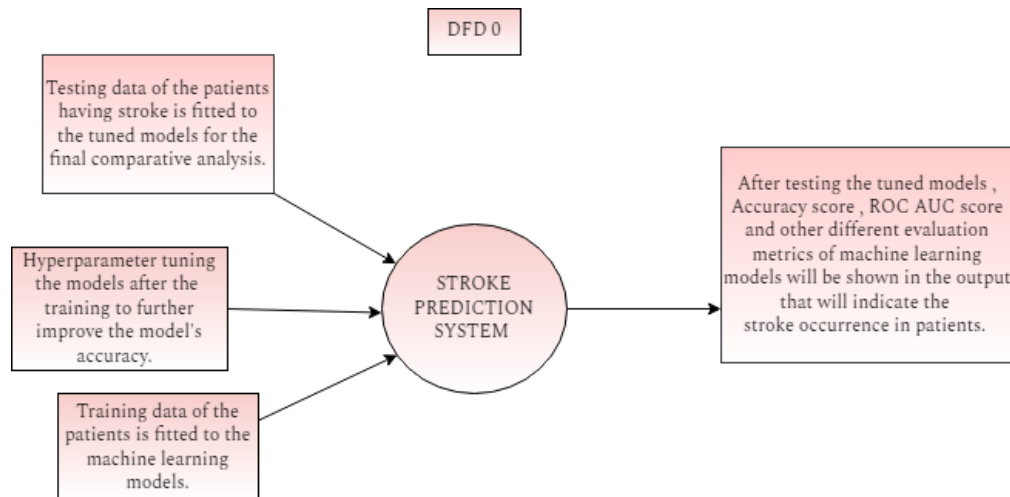 DFD 0
Testing data of the patients
having stroke is fitted to
the tuned models for the
final comparative analysis.
Hyperparameter tuning
the models after the
training to further
improve the model's
accuracy.
Training data of the
patients is fitted to the
machine learning
models.
STROKE
PREDICTION
SYSTEM
After testing the tuned models ,
Accuracy score , ROC AUC score
and other different evaluation
metrics of machine learning
models will be shown in the output
that will indicate the
stroke occurrence in patients.